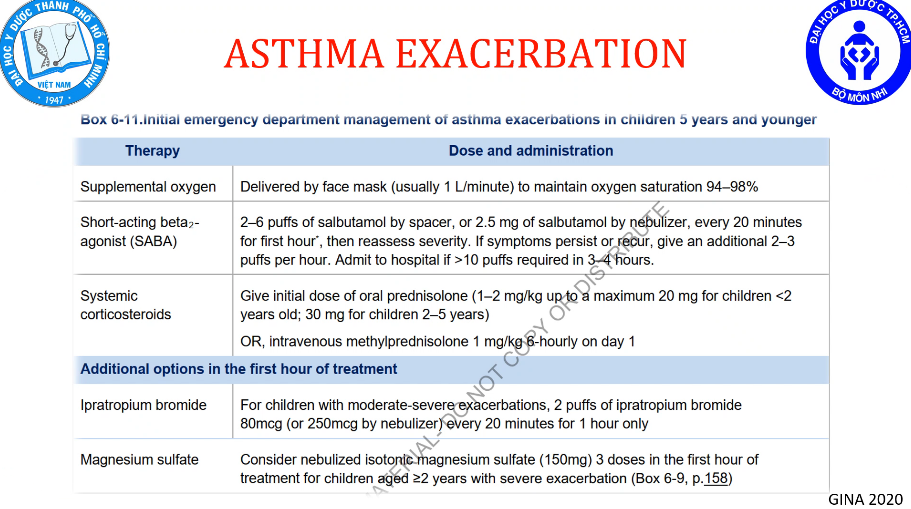 ĐẠI HỌC Y DƯỢC THÀNH PHỐ HỒ CHÍ MINH
VIỆT NAM
1947
ĐẠI HỌC Y DƯỢC TP.HCM
BỘ MÔN NHI
ASTHMA EXACERBATION
Box 6-11.Initial emergency department management of asthma exacerbations in children 5 years and younger
Therapy Dose and administration
Supplemental oxygen Delivered by face mask (usually 1 L/minute) to maintain oxygen saturation 94–98%
Short-acting beta₂-
agonist (SABA)
2–6 puffs of salbutamol by spacer, or 2.5 mg of salbutamol by nebulizer, every 20 minutes
for first hour*, then reassess severity. If symptoms persist or recur, give an additional 2–3
puffs per hour. Admit to hospital if >10 puffs required in 3–4 hours.
Systemic
corticosteroids
Give initial dose of oral prednisolone (1–2 mg/kg up to a maximum 20 mg for children <2
years old; 30 mg for children 2–5 years)
OR, intravenous methylprednisolone 1 mg/kg 6-hourly on day 1
Additional options in the first hour of treatment
Ipratropium bromide
For children with moderate-severe exacerbations, 2 puffs of ipratropium bromide
80mcg (or 250mcg by nebulizer) every 20 minutes for 1 hour only
Magnesium sulfate
Consider nebulized isotonic magnesium sulfate (150mg) 3 doses in the first hour of
treatment for children aged ≥2 years with severe exacerbation (Box 6-9, p.158)
DO NOT COPY OR DISTRIBUTE
GINA 2020